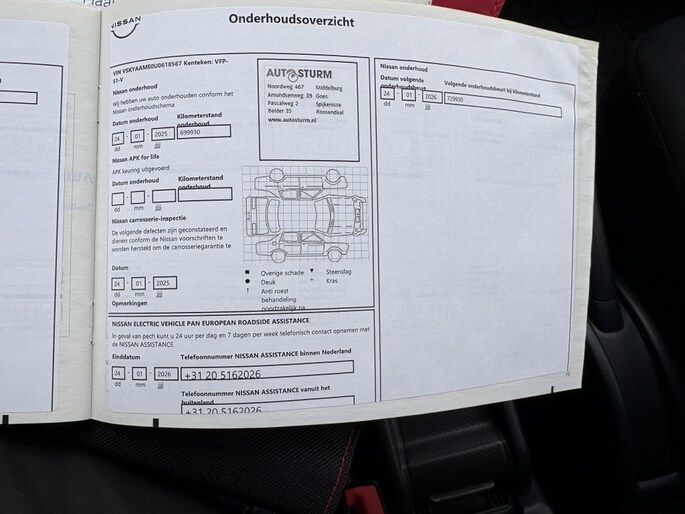 Haar
NISSAN
Onderhoudsoverzicht
VIN VSKYAAME0U0618567 Kenteken: VFP-
51-V
Nissan onderhoud
Wij hebben uw auto onderhouden conform het
Nissan onderhoudschema
Datum onderhoud Kilometerstand
onderhoud
24 - 01 - 2025 699930
dd mm jjjj
Nissan APK for life
APK keuring uitgevoerd
Datum onderhoud Kilometerstand
onderhoud
dd mm jjjj
Nissan carrosserie-inspectie
De volgende defecten zijn geconstateerd en
dienen conform de Nissan voorschriften te
worden hersteld om de carrosseriegarantie te
Datum
24 - 01 - 2025
dd mm jjjj
Opmerkingen
AUTOSTURM
Noordweg 467 Middelburg
Amundsenweg 39 Goes
Pascalweg 2 Spijkenisse
Belder 35 Roosendaal
www.autosturm.nl
Overige schade Steenslag
Deuk Kras
Anti roest
behandeling
noodzakelijk na
NISSAN ELECTRIC VEHICLE PAN EUROPEAN ROADSIDE ASSISTANCE
In geval van pech kunt u 24 uur per dag en 7 dagen per week telefonisch contact opnemen met
de NISSAN ASSISTANCE
Einddatum Telefoonnummer NISSAN ASSISTANCE binnen Nederland
24 - 01 - 2026 +31 20 5162026
dd mm jjjj
Telefoonnummer NISSAN ASSISTANCE vanuit het
buitenland
+31 20 5162026
Nissan onderhoud
Datum volgende Volgende onderhoudsbeurt bij kilometerstand
onderhoudsbeurt
24 - 01 - 2026 729930
dd mm jjjj